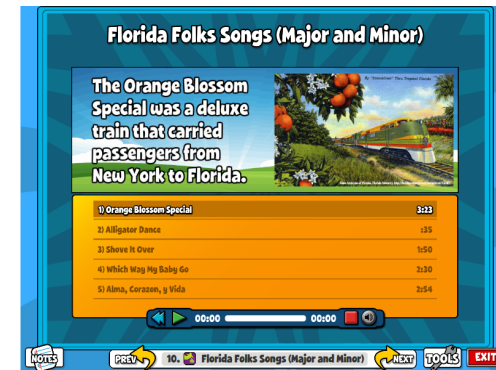 Florida Folks Songs (Major and Minor)
The Orange Blossom
Special was a deluxe
train that carried
passengers from
New York to Florida.
1) Orange Blossom Special 3:23
2) Alligator Dance :35
3) Shove It Over 1:50
4) Which Way My Baby Go 2:30
5) Alma, Corazon, y Vida 2:54
00:00 00:00
NOTES PREV 10. Florida Folks Songs (Major and Minor) NEXT TOOLS EXIT